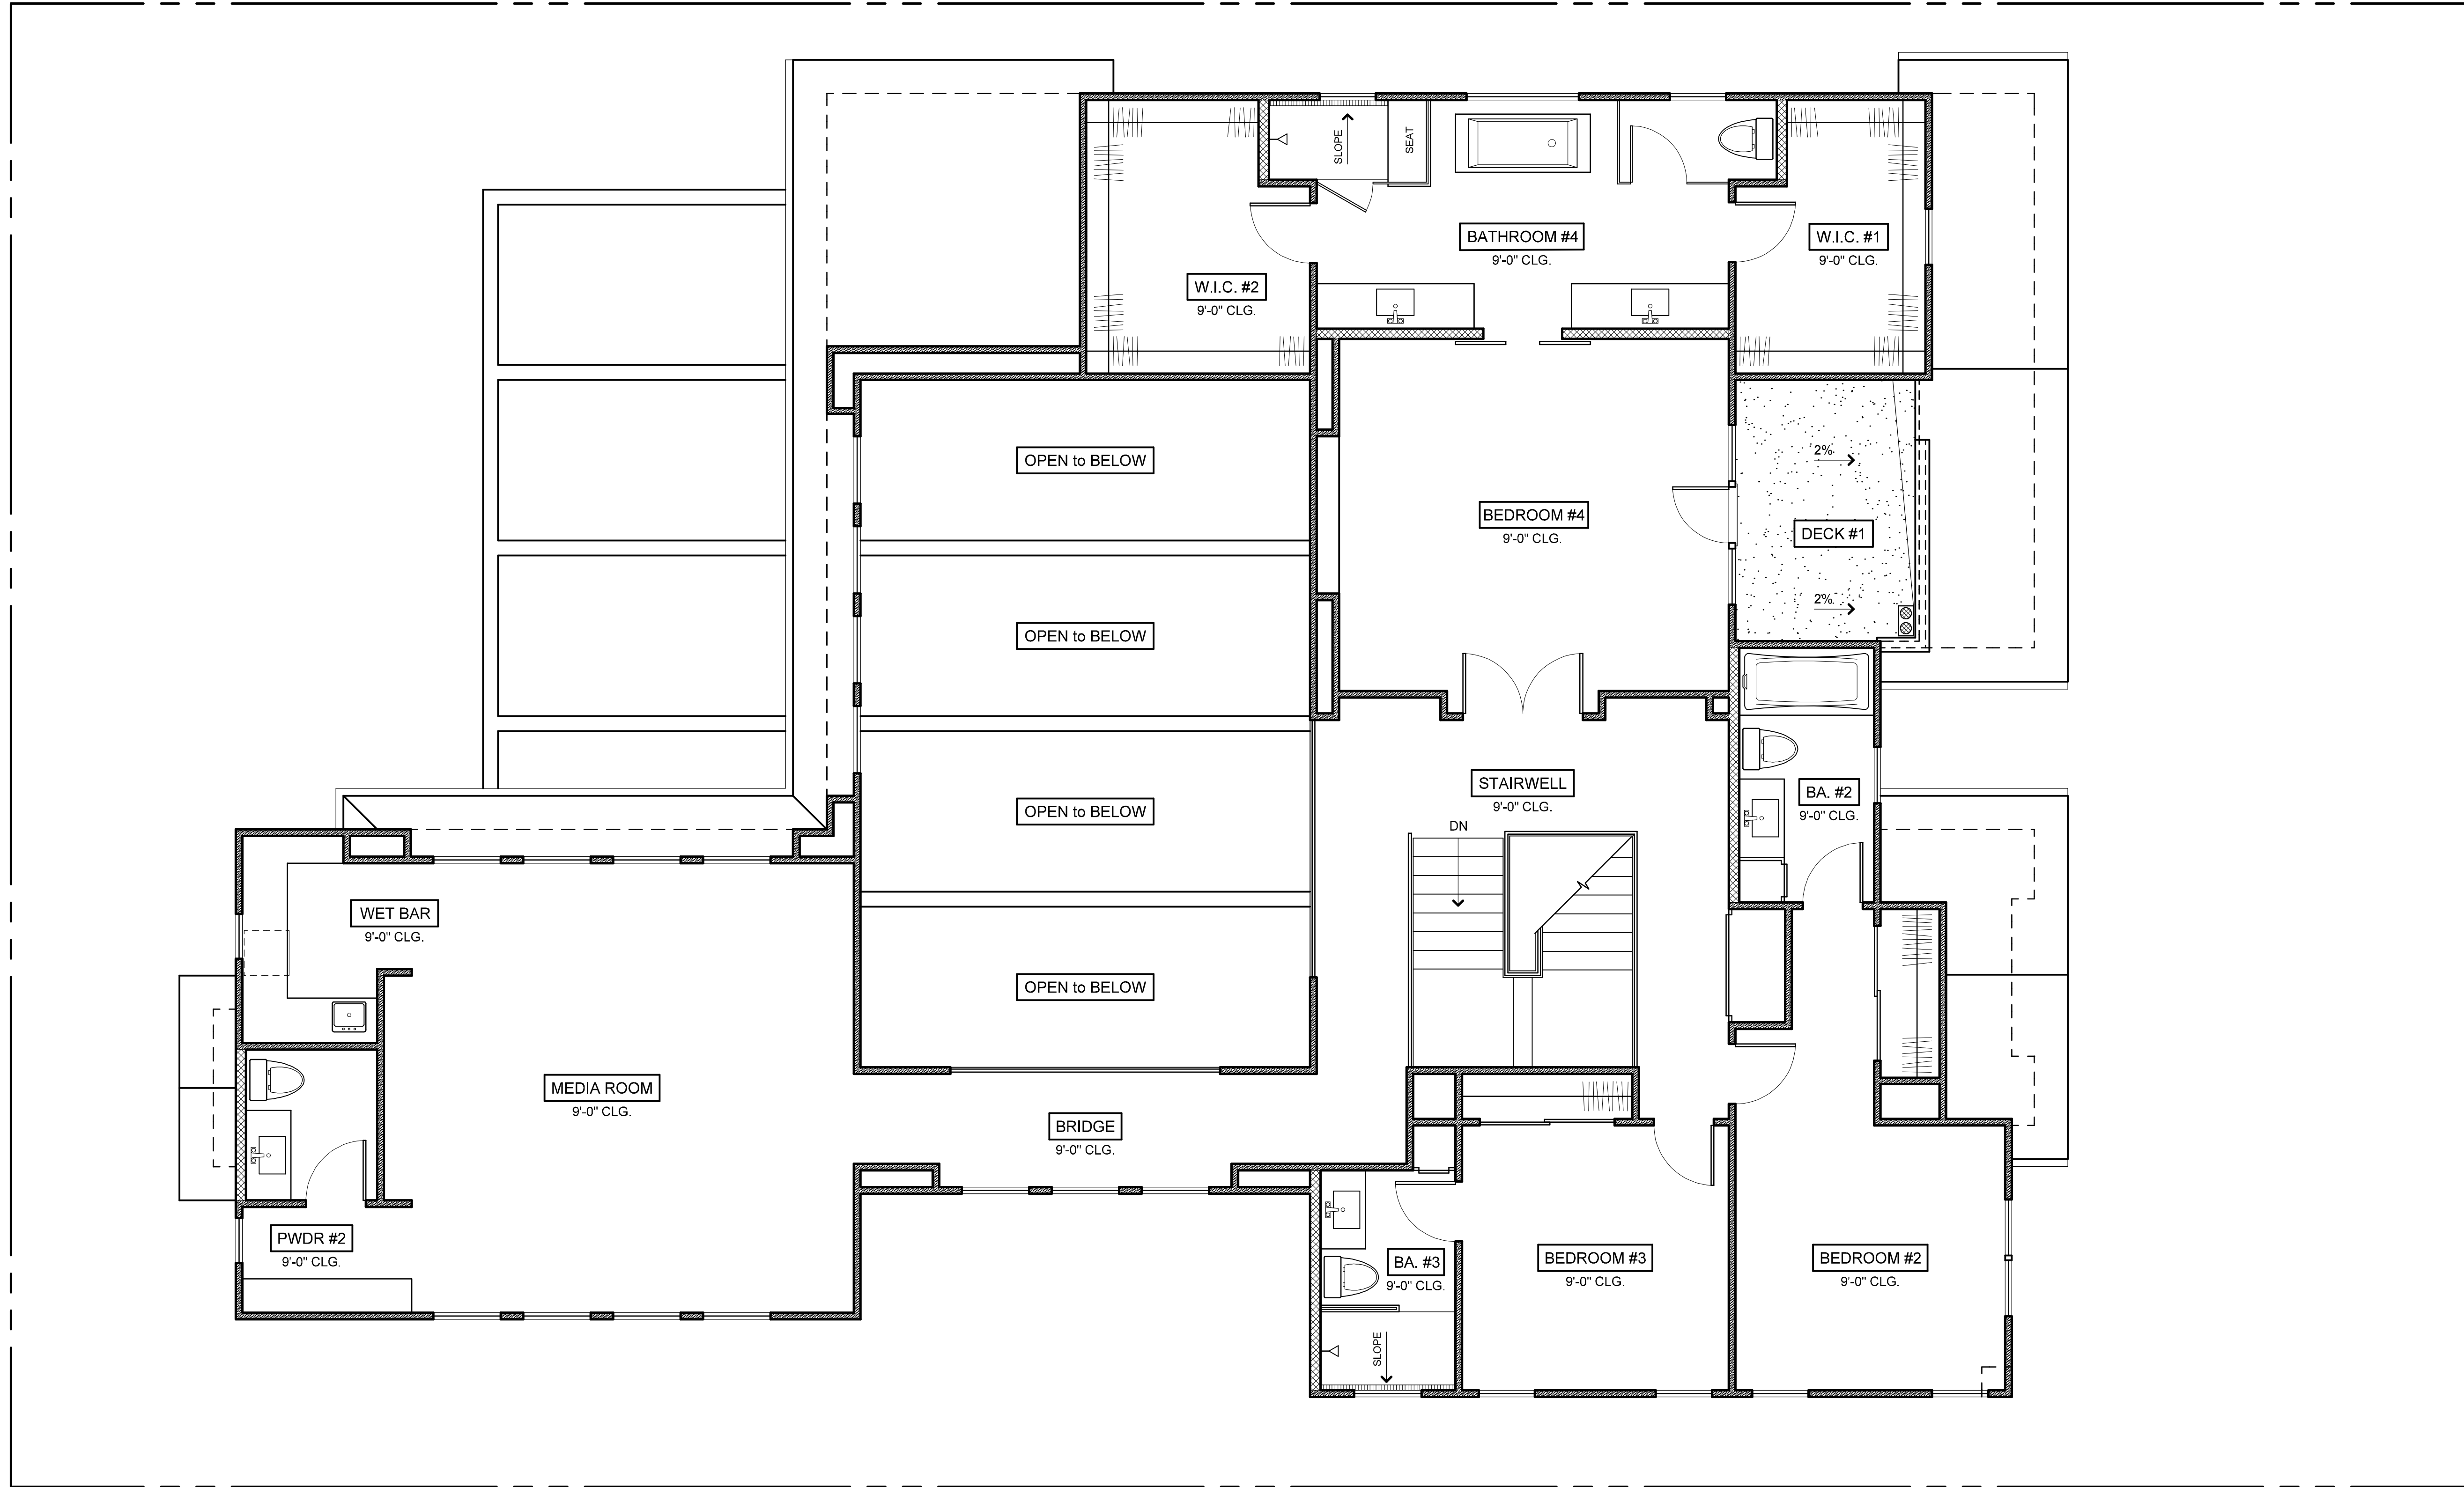 SLOPE
SEAT
BATHROOM #4
9'-0" CLG.
W.I.C. #1
9'-0" CLG.
W.I.C. #2
9'-0" CLG.
OPEN to BELOW
2%
BEDROOM #4
9'-0" CLG.
DECK #1
2%
OPEN to BELOW
STAIRWELL
9'-0" CLG.
BA. #2
9'-0" CLG.
OPEN to BELOW
DN
WET BAR
9'-0" CLG.
OPEN to BELOW
MEDIA ROOM
9'-0" CLG.
BRIDGE
9'-0" CLG.
PWDR #2
9'-0" CLG.
BA. #3
9'-0" CLG.
BEDROOM #3
9'-0" CLG.
BEDROOM #2
9'-0" CLG.
SLOPE